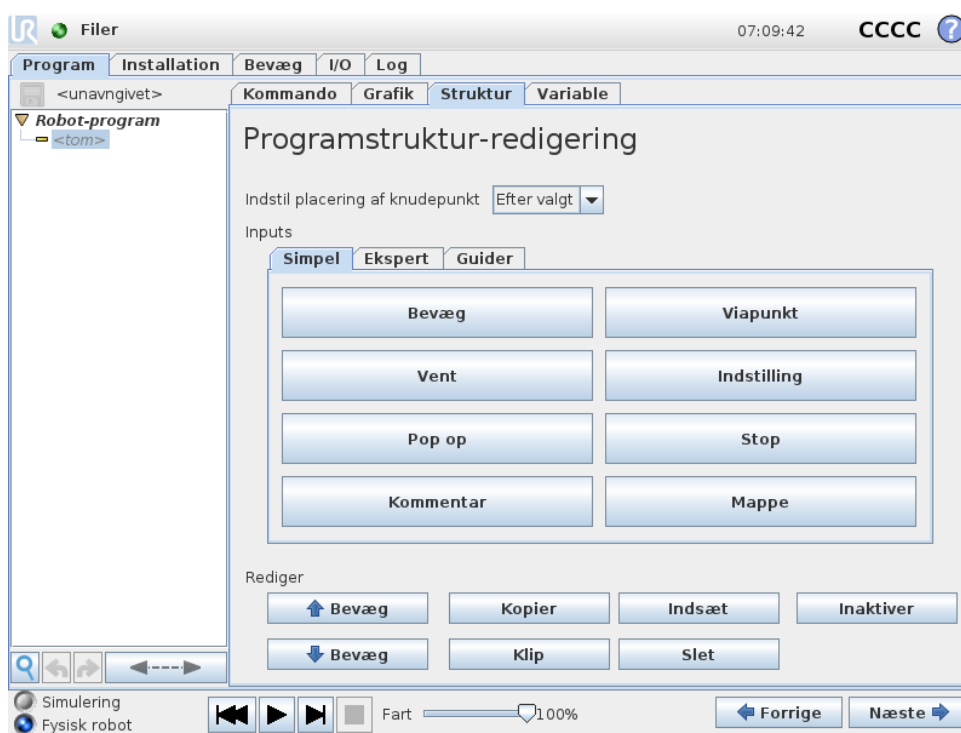 UR Filer 07:09:42 CCCC ?
Program Installation Bevæg I/O Log
<unavngivet> Kommando Grafik Struktur Variable
Robot-program
<tom>
Programstruktur-redigering
Indstil placering af knudepunkt Efter valgt
Inputs
Simpel Ekspert Guider
Bevæg Viapunkt
Vent Indstilling
Pop op Stop
Kommentar Mappe
Rediger
Bevæg Kopier Indsæt Inaktiver
Bevæg Klip Slet
Simulering
Fysisk robot
Fart 100% Forrige Næste